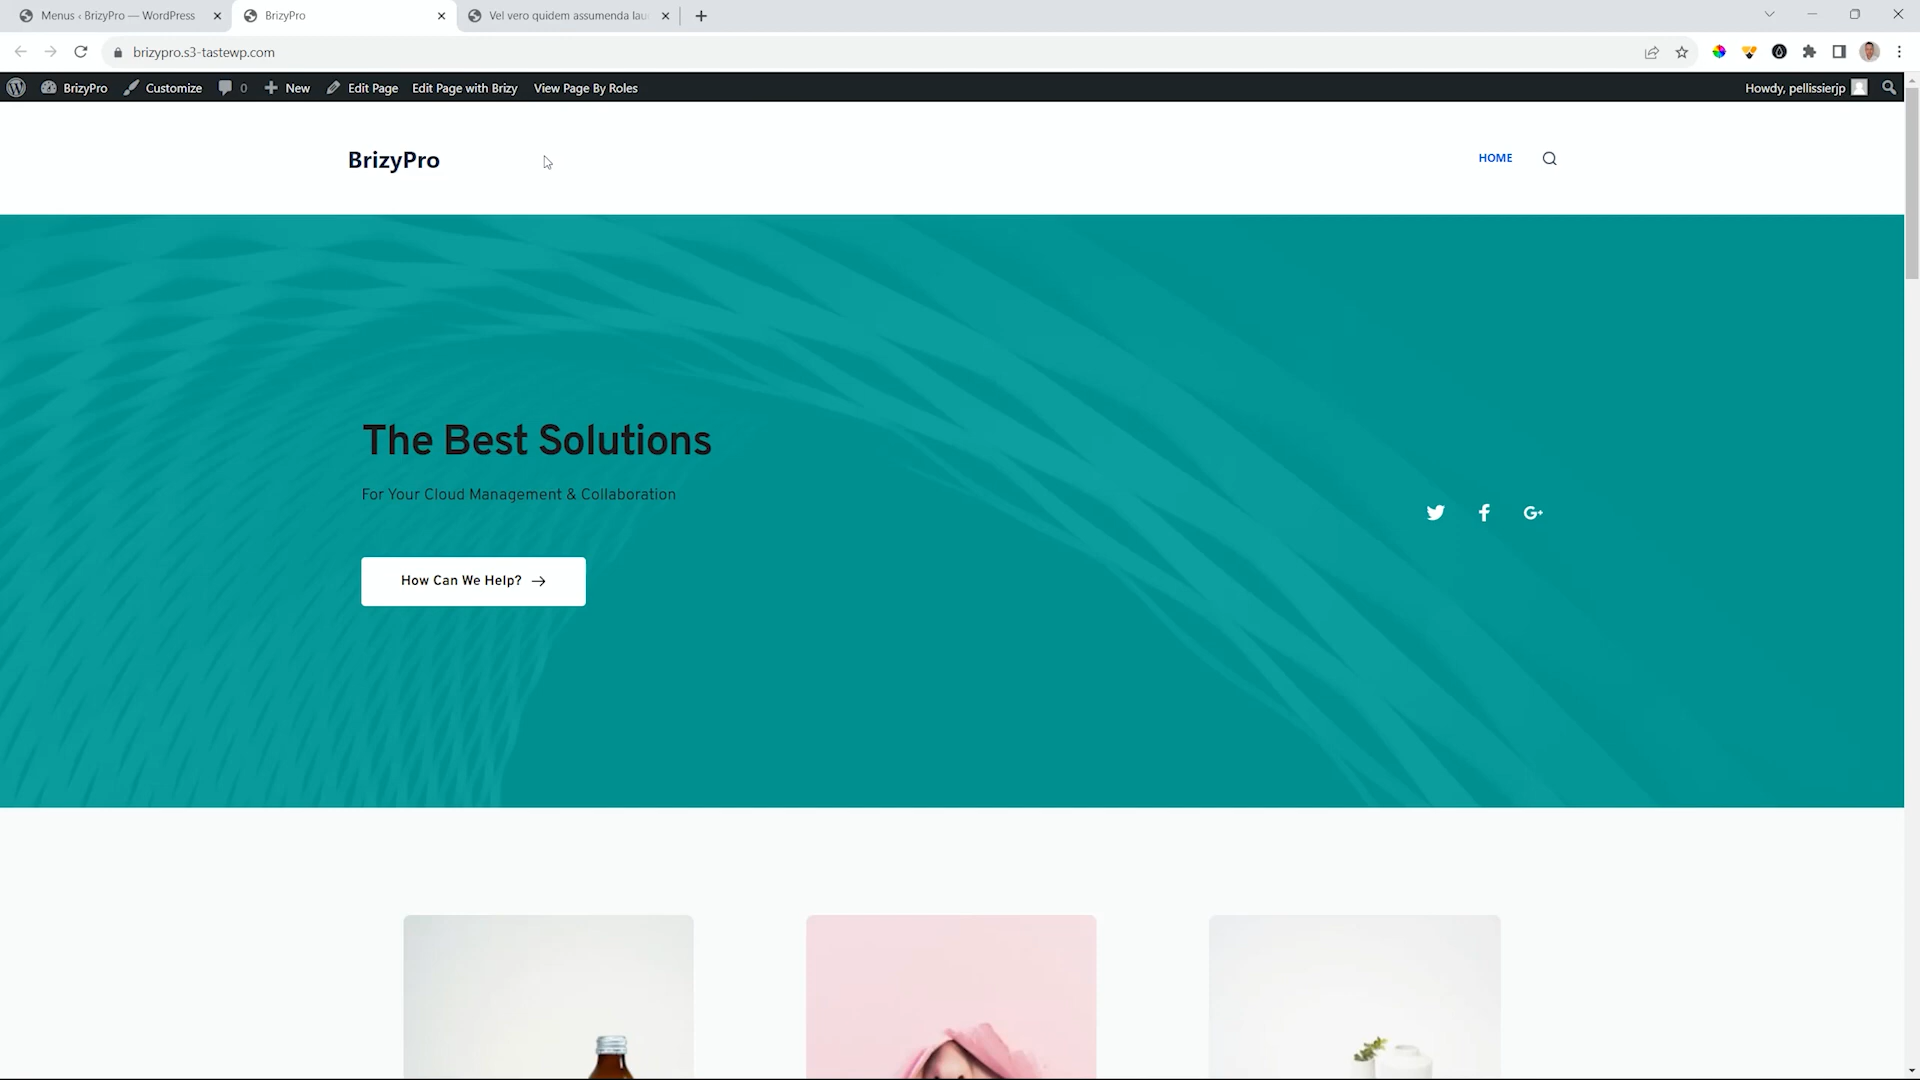 Menus ‹ BrizyPro — WordPress
BrizyPro
Vel vero quidem assumenda lau
brizypro.s3-tastewp.com
BrizyPro
Customize
0
New
Edit Page
Edit Page with Brizy
View Page By Roles
Howdy, pellissierjp
BrizyPro
HOME
The Best Solutions
For Your Cloud Management & Collaboration
How Can We Help?